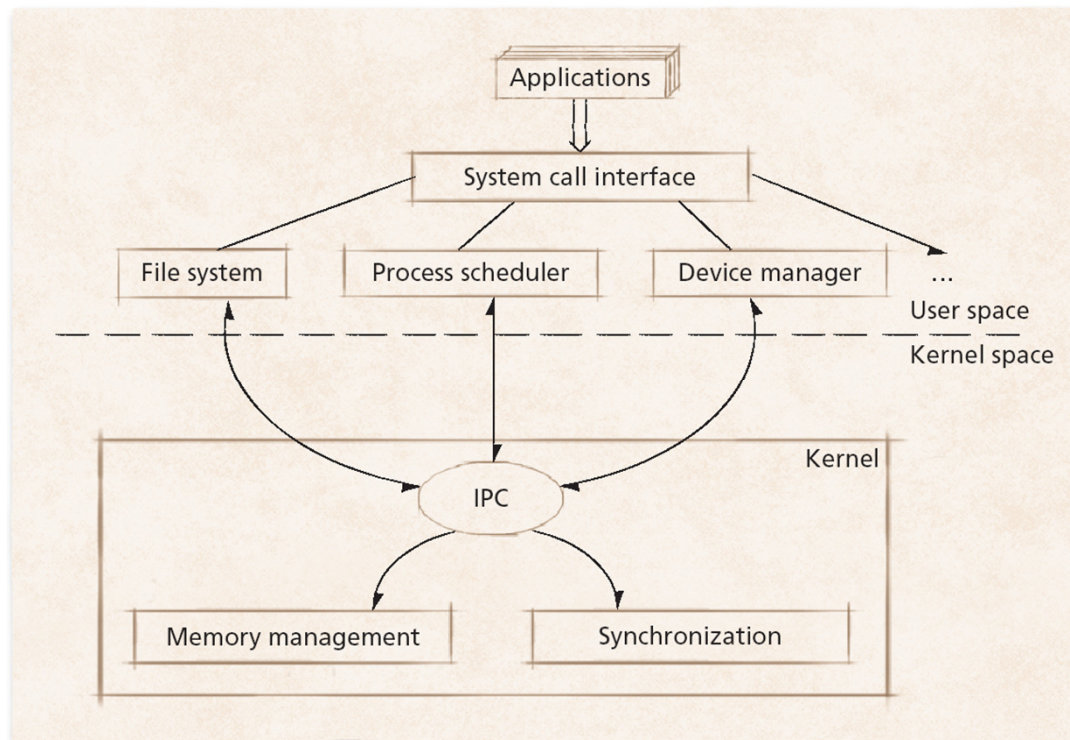 Applications
System call interface
File system
Process scheduler
Device manager
...
User space
Kernel space
Kernel
IPC
Memory management
Synchronization